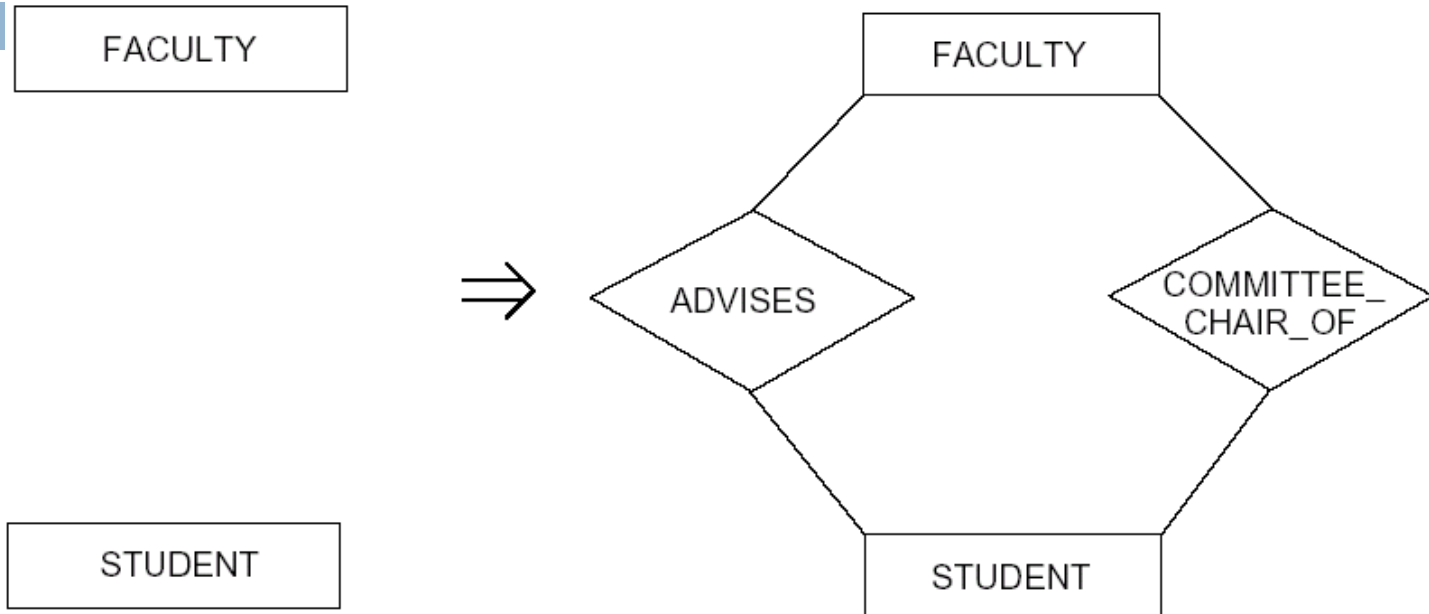 FACULTY
STUDENT
FACULTY
ADVISES
COMMITTEE_
CHAIR_OF
STUDENT